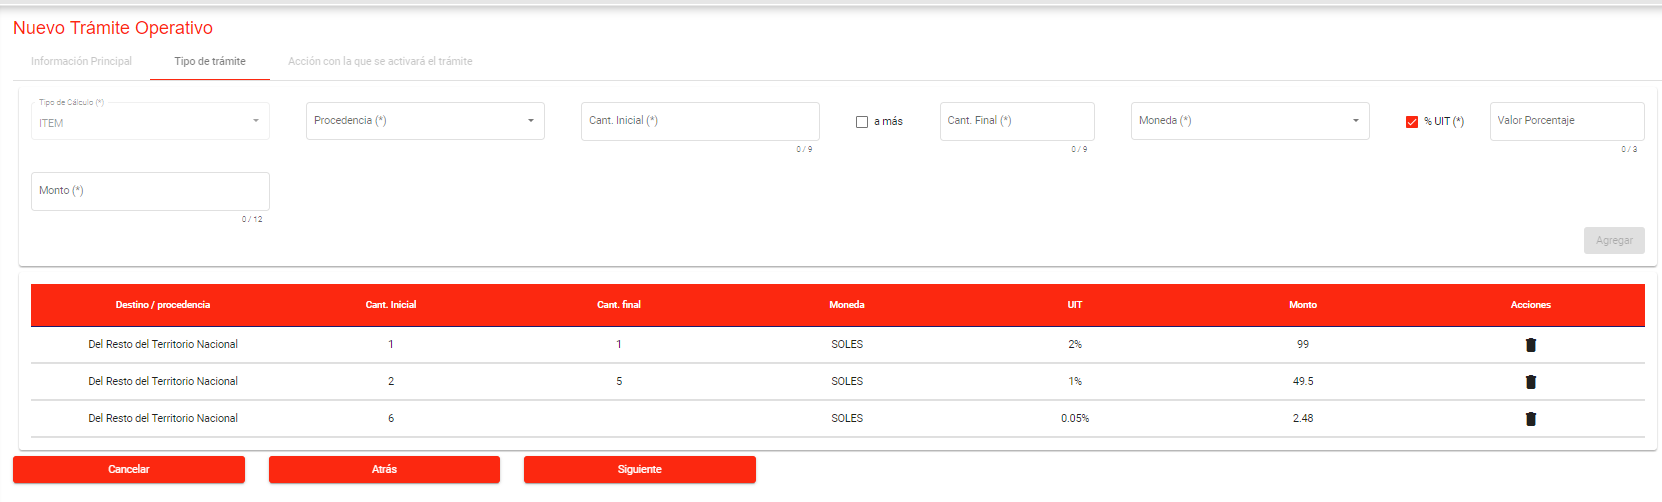 Nuevo Trámite Operativo
Información Principal Tipo de trámite Acción con la que se activará el trámite
Tipo de Cálculo (*)
ITEM Procedencia (*) Cant. Inicial (*) a más Cant. Final (*) Moneda (*) % UIT (*) Valor Porcentaje
0 / 9 0 / 9 0 / 3
Monto (*)
0 / 12
Agregar
Destino / procedencia Cant. Inicial Cant. final Moneda UIT Monto Acciones
Del Resto del Territorio Nacional 1 1 SOLES 2% 99
Del Resto del Territorio Nacional 2 5 SOLES 1% 49.5
Del Resto del Territorio Nacional 6 SOLES 0.05% 2.48
Cancelar Atrás Siguiente